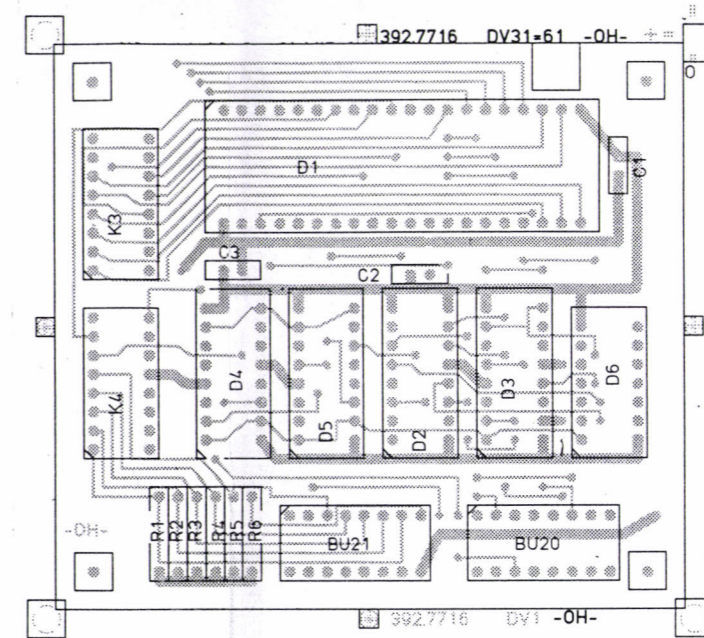 392.7716 DV31=61 -OH-
0
D1
C1
K3
C3
C2
K4
D4
D5
D2
D3
D6
-OH-
R1 R2 R3 R4 R5 R6
BU21
BU20
392.7716 DV1 -OH-